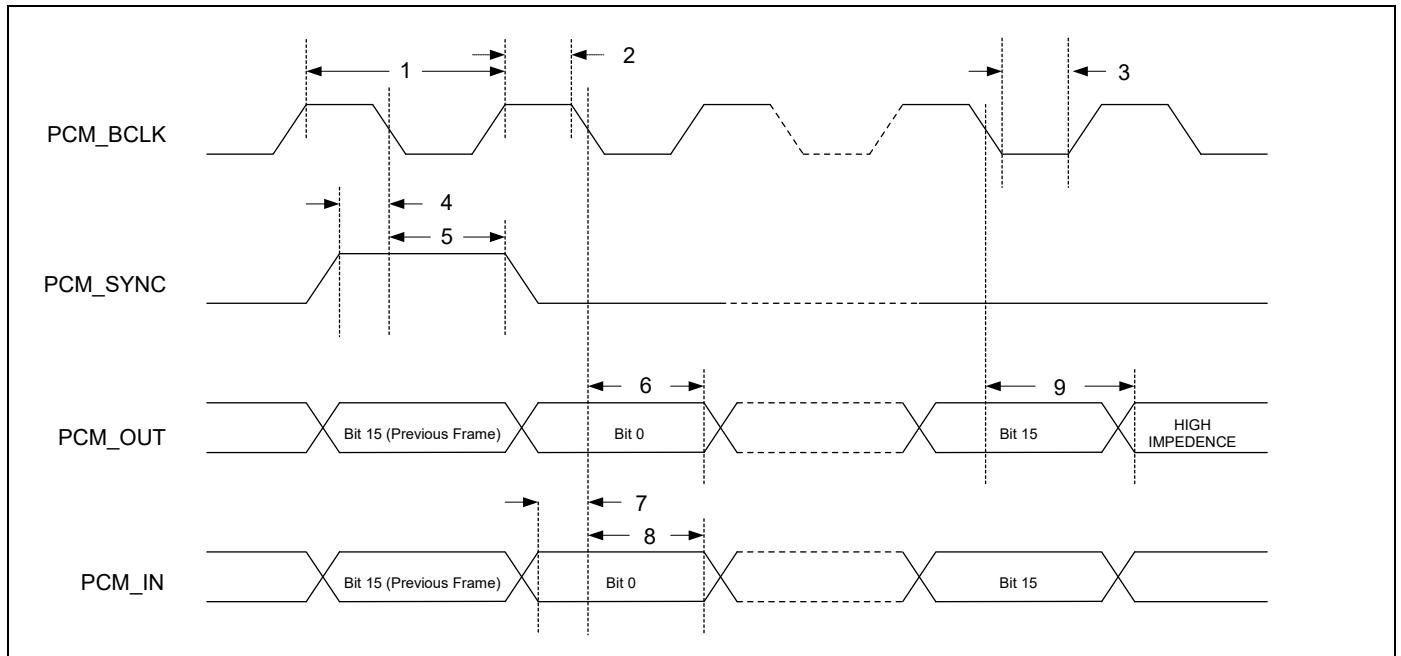 1
2
3
PCM_BCLK
4
5
PCM_SYNC
6
9
PCM_OUT
Bit 15 (Previous Frame)
Bit 0
Bit 15
HIGH
IMPEDENCE
7
8
PCM_IN
Bit 15 (Previous Frame)
Bit 0
Bit 15